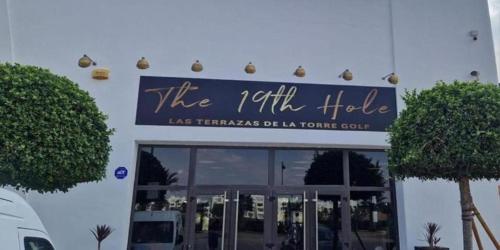 The 19th Hole
LAS TERRAZAS DE LA TORRE GOLF